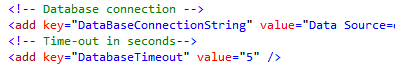 <!-- Database connection-->
<add key="DataBaseConnectionString" value="Data Source=
<!-- Time-out in seconds-->
<add key="DatabaseTimeout" value="5" />